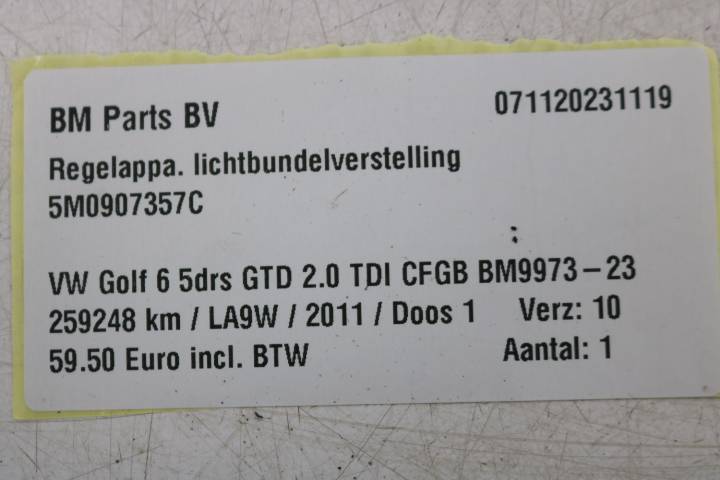 BM Parts BV 071120231119
Regelappa. lichtbundelverstelling
5M0907357C
VW Golf 6 5drs GTD 2.0 TDI CFGB BM9973-23
259248 km / LA9W / 2011 / Doos 1 Verz: 10
59.50 Euro incl. BTW Aantal: 1